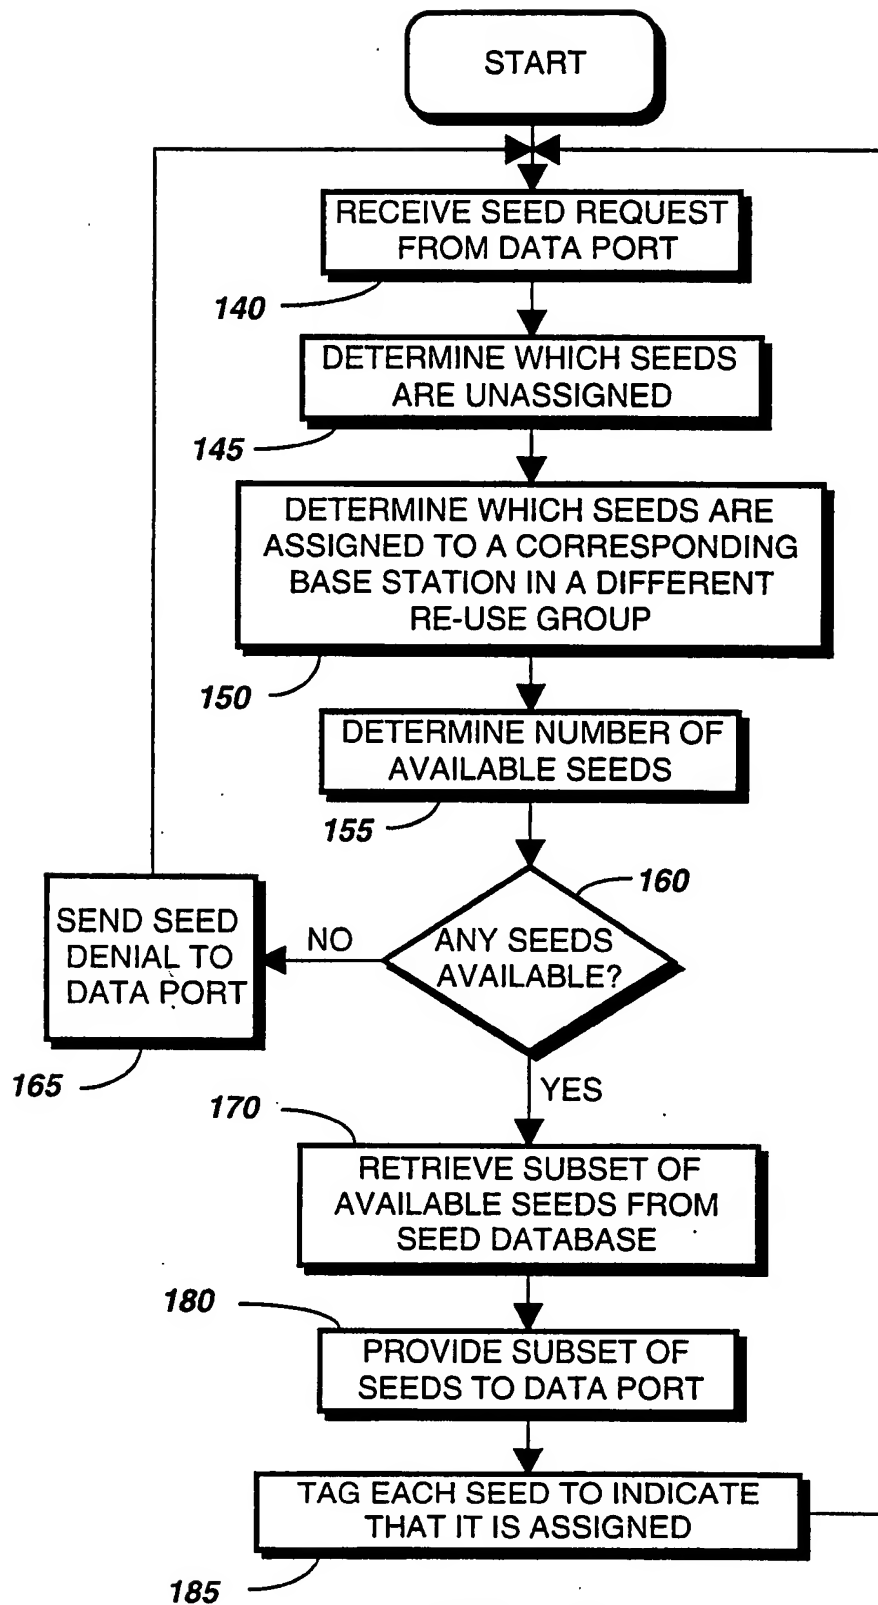 START
RECEIVE SEED REQUEST
FROM DATA PORT
140
DETERMINE WHICH SEEDS
ARE UNASSIGNED
145
DETERMINE WHICH SEEDS ARE
ASSIGNED TO A CORRESPONDING
BASE STATION IN A DIFFERENT
RE-USE GROUP
150
DETERMINE NUMBER OF
AVAILABLE SEEDS
155
160
ANY SEEDS
AVAILABLE?
NO
SEND SEED
DENIAL TO
DATA PORT
165
YES
170
RETRIEVE SUBSET OF
AVAILABLE SEEDS FROM
SEED DATABASE
180
PROVIDE SUBSET OF
SEEDS TO DATA PORT
TAG EACH SEED TO INDICATE
THAT IT IS ASSIGNED
185